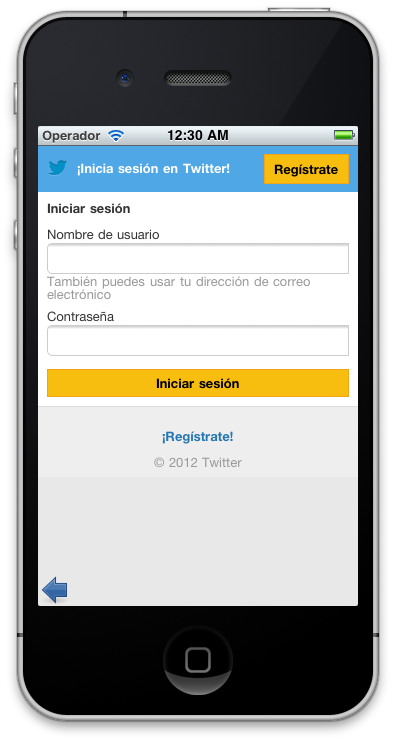 Operador 12:30 AM
¡Inicia sesión en Twitter! Regístrate
Iniciar sesión
Nombre de usuario
También puedes usar tu dirección de correo
electrónico
Contraseña
Iniciar sesión
¡Regístrate!
© 2012 Twitter